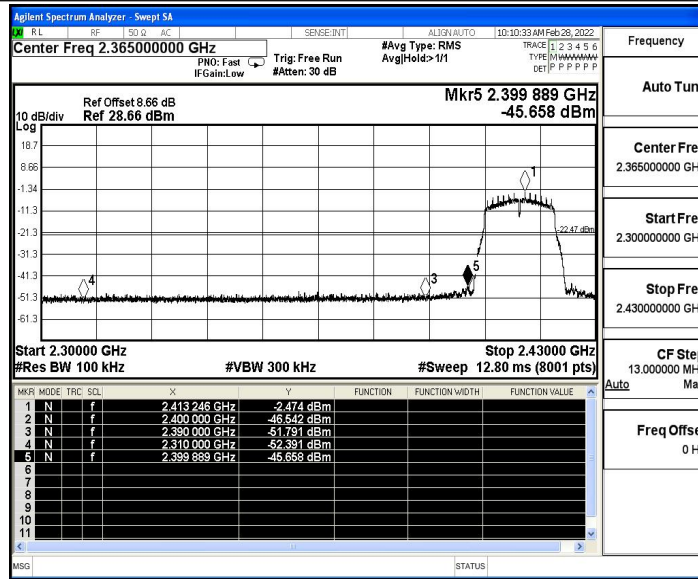 Agilent Spectrum Analyzer - Swept SA
LXI RL RF 50 Ω AC SENSE:INT ALIGN AUTO 10:10:33 AM Feb 28, 2022
Center Freq 2.365000000 GHz #Avg Type: RMS TRACE 1 2 3 4 5 6
PNO: Fast Trig: Free Run Avg|Hold:> 1/1 TYPE M WWWWW
IFGain:Low #Atten: 30 dB DET P P P P P P
Ref Offset 8.66 dB Mkr5 2.399 889 GHz
10 dB/div Ref 28.66 dBm -45.658 dBm
Log
18.7
8.66
-1.34
-11.3
-21.3
-31.3
-41.3
-51.3
-61.3
1
-22.47 dBm
5
3
4
Start 2.30000 GHz Stop 2.43000 GHz
#Res BW 100 kHz #VBW 300 kHz #Sweep 12.80 ms (8001 pts)
MKR MODE TRC SCL X Y FUNCTION FUNCTION WIDTH FUNCTION VALUE
1 N f 2.413 246 GHz -2.474 dBm
2 N f 2.400 000 GHz -46.542 dBm
3 N f 2.390 000 GHz -51.791 dBm
4 N f 2.310 000 GHz -52.391 dBm
5 N f 2.399 889 GHz -45.658 dBm
6
7
8
9
10
11
MSG STATUS
Frequency
Auto Tun
Center Fre
2.365000000 GH
Start Fre
2.300000000 GH
Stop Fre
2.430000000 GH
CF Ste
13.000000 MH
Auto Ma
Freq Offse
0 H